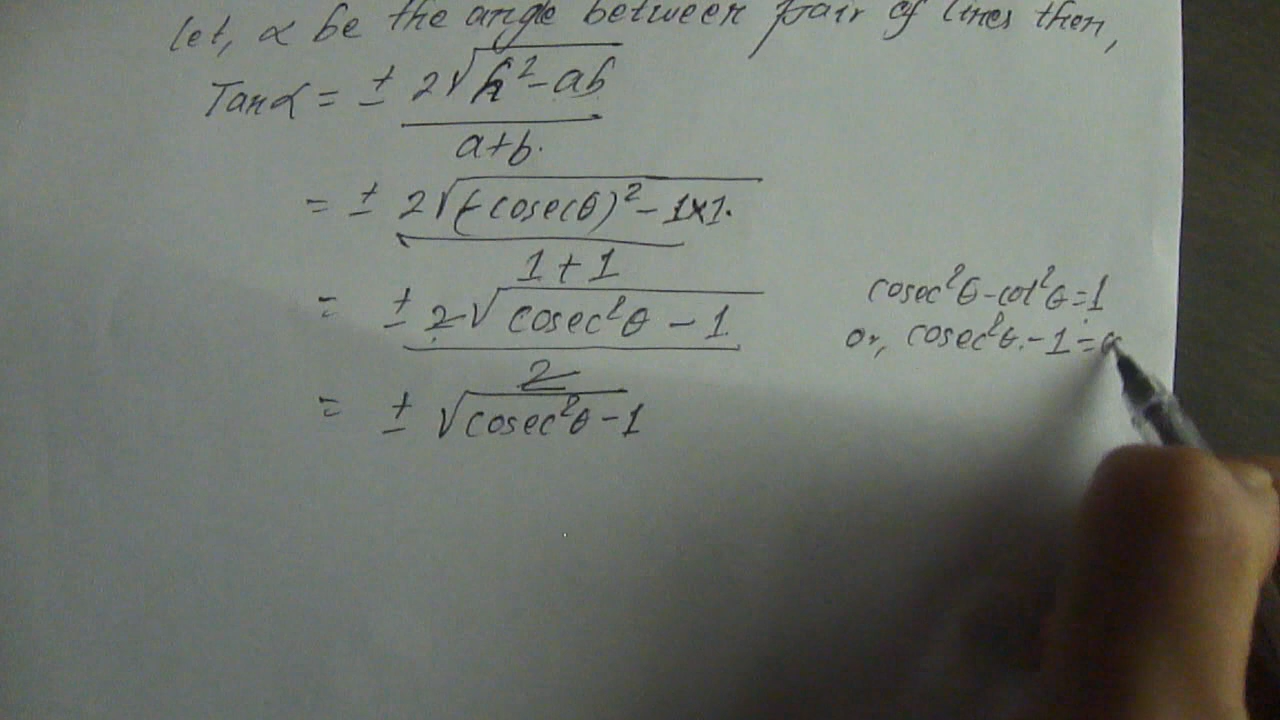 let, α be the angle between pair of lines then,
Tanα = ± 2√(h²-ab)
a+b.
= ± 2√((-cosecθ)²-1×1.)
1+1
= ± 2√(cosec²θ-1)
2
= ± √(cosec²θ-1)
cosec²θ-cot²θ=1
or, cosec²θ.-1=c